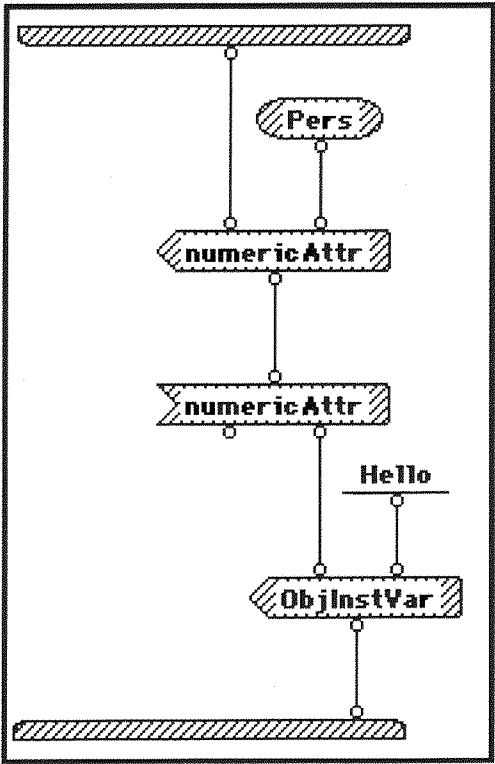 Pers
numericAttr
numericAttr
Hello
ObjInstVar